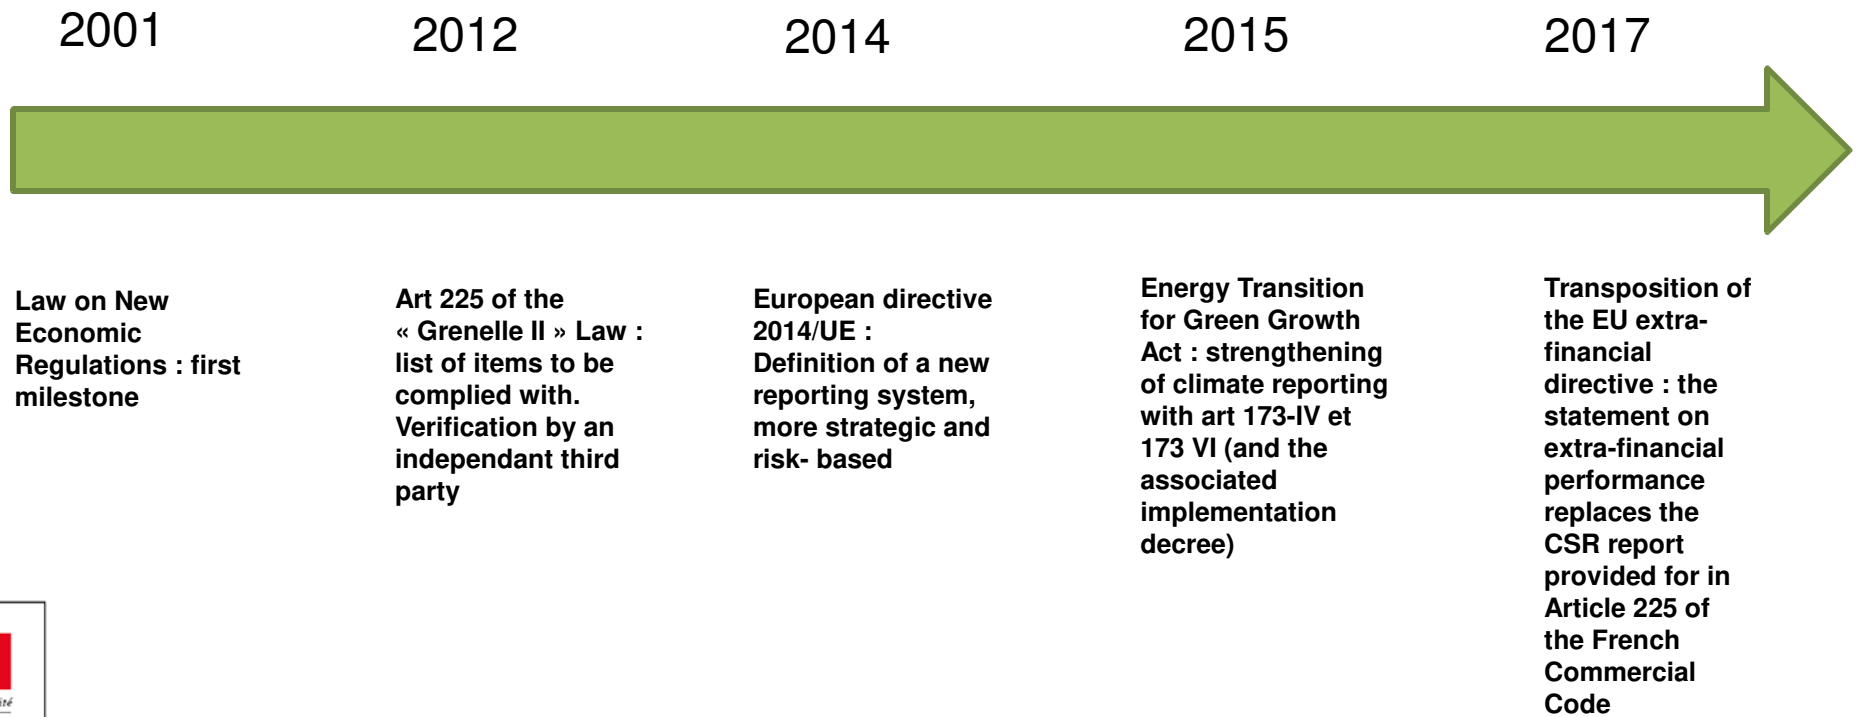 2001
2012
2014
2015
2017
Law on New
Economic
Regulations : first
milestone
Art 225 of the
« Grenelle II » Law :
list of items to be
complied with.
Verification by an
independant third
party
European directive
2014/UE :
Definition of a new
reporting system,
more strategic and
risk- based
Energy Transition
for Green Growth
Act : strengthening
of climate reporting
with art 173-IV et
173 VI (and the
associated
implementation
decree)
Transposition of
the EU extra-
financial
directive : the
statement on
extra-financial
performance
replaces the
CSR report
provided for in
Article 225 of
the French
Commercial
Code